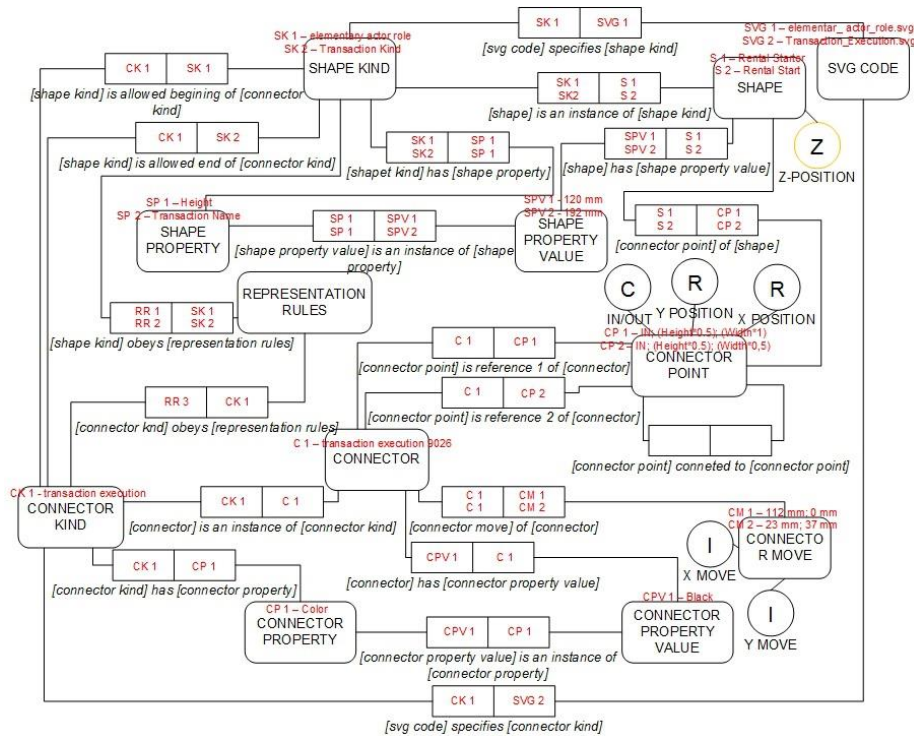 SK 1 SVG 1
[svg code] specifies [shape kind]
SK 1 – elementary actor role
SK 2 – Transaction Kind
SHAPE KIND
SVG 1 – elementar_ actor_role.svg
SVG 2 – Transaction_Execution.svg
SVG CODE
S 1 – Rental Starter
S 2 – Rental Start
SHAPE
CK 1 SK 1
[shape kind] is allowed begining of [connector
kind]
SK 1 S 1
SK2 S 2
[shape] is an instance of [shape kind]
CK 1 SK 2
[shape kind] is allowed end of [connector kind]
SK 1 SP 1
SK2 SP 1
[shapet kind] has [shape property]
SPV 1 S 1
SPV 2 S 2
[shape] has [shape property value]
Z
Z-POSITION
SP 1 – Height
SP 2 – Transaction Name
SHAPE
PROPERTY
SP 1 SPV 1
SP 1 SPV 2
[shape property value] is an instance of [shape
property]
SPV 1 - 120 mm
SPV 2 - 192 mm
SHAPE
PROPERTY
VALUE
S 1 CP 1
S 2 CP 2
[connector point] of [shape]
REPRESENTATION
RULES
C
IN/OUT
R
Y POSITION
R
X POSITION
RR 1 SK 1
RR 2 SK 2
[shape kind] obeys [representation rules]
CP 1 – IN; (Height*0.5); (Width*1)
CP 2 – IN; (Height*0.5); (Width*0,5)
CONNECTOR
POINT
C 1 CP 1
[connector point] is reference 1 of [connector]
C 1 CP 2
[connector point] is reference 2 of [connector]
RR 3 CK 1
[connector knd] obeys [representation rules]
C 1 – transaction execution 9026
CONNECTOR
[connector point] conneted to [connector point]
CK 1 - transaction execution
CONNECTOR
KIND
CK 1 C 1
[connector] is an instance of [connector kind]
C 1 CM 1
C 1 CM 2
[connector move] of [connector]
CM 1 – 112 mm; 0 mm
CM 2 – 23 mm; 37 mm
CONNECTO
R MOVE
I
X MOVE
I
Y MOVE
CK 1 CP 1
[connector kind] has [connector property]
CPV 1 C 1
[connector] has [connector property value]
CP 1 – Color
CONNECTOR
PROPERTY
CPV 1 CP 1
[connector property value] is an instance of
[connector property]
CPV 1 – Black
CONNECTOR
PROPERTY
VALUE
CK 1 SVG 2
[svg code] specifies [connector kind]